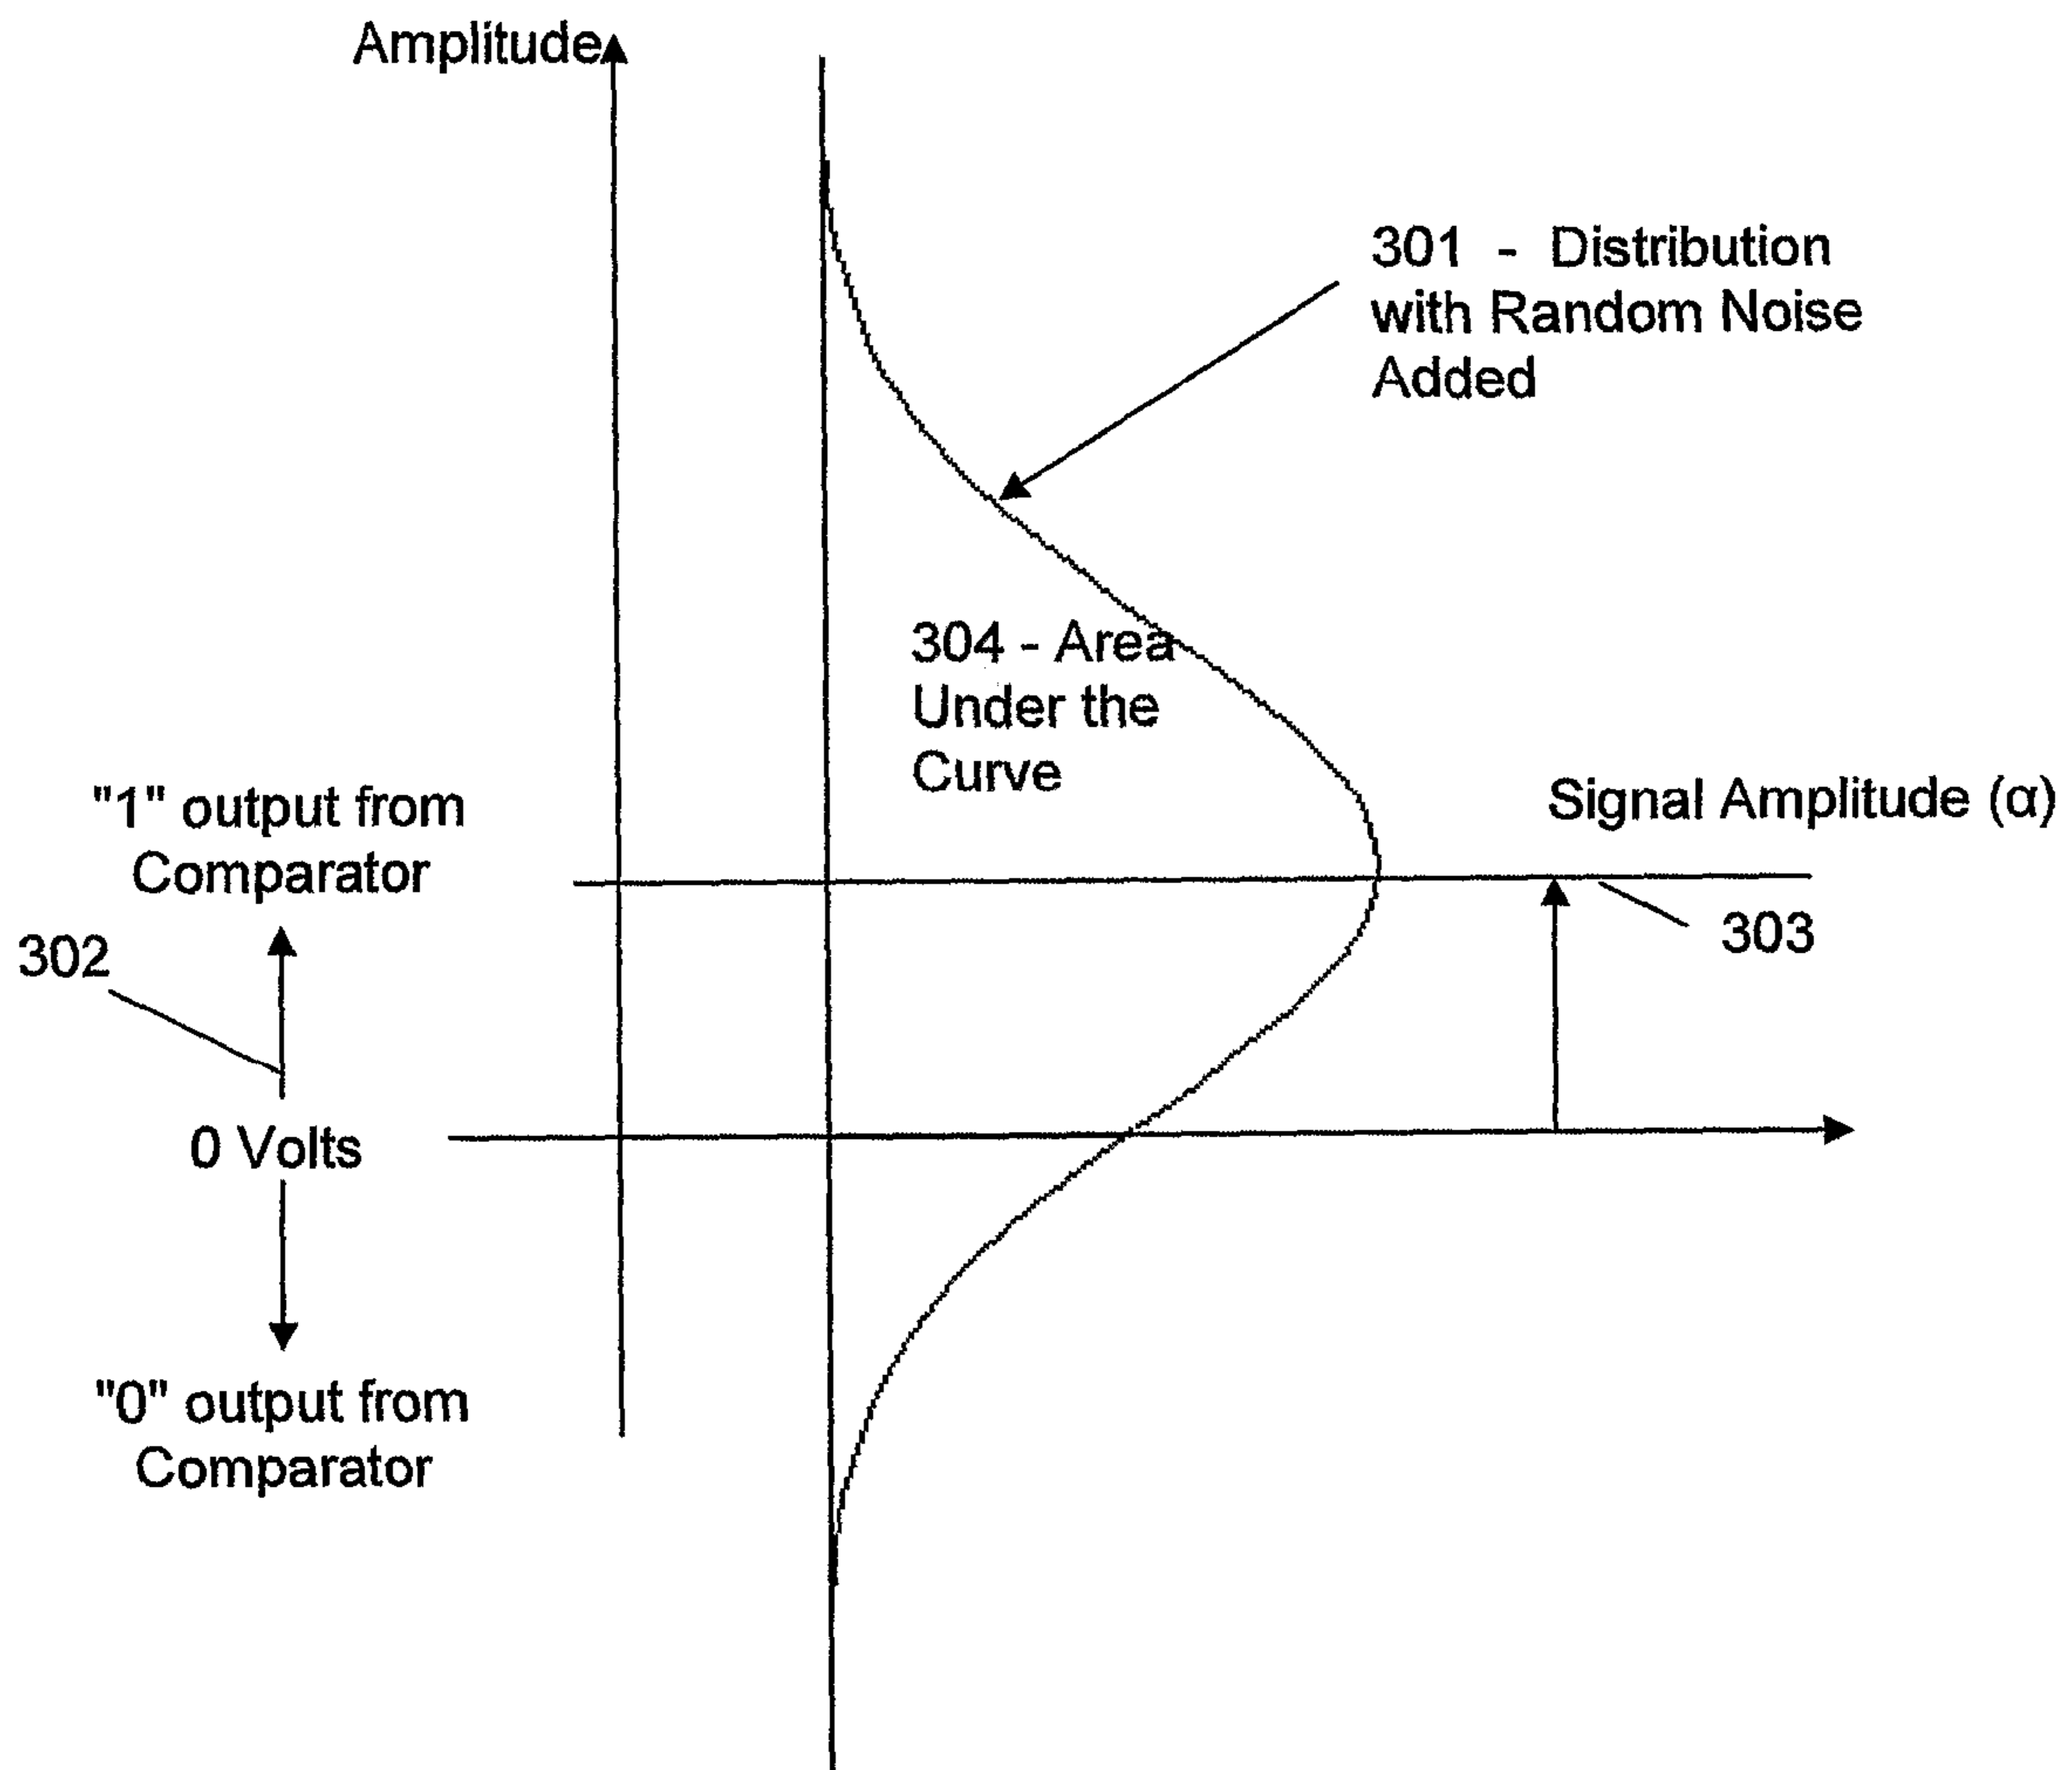 Amplitude
301 - Distribution
with Random Noise
Added
304 - Area
Under the
Curve
"1" output from
Comparator
Signal Amplitude (α)
302
303
0 Volts
"0" output from
Comparator